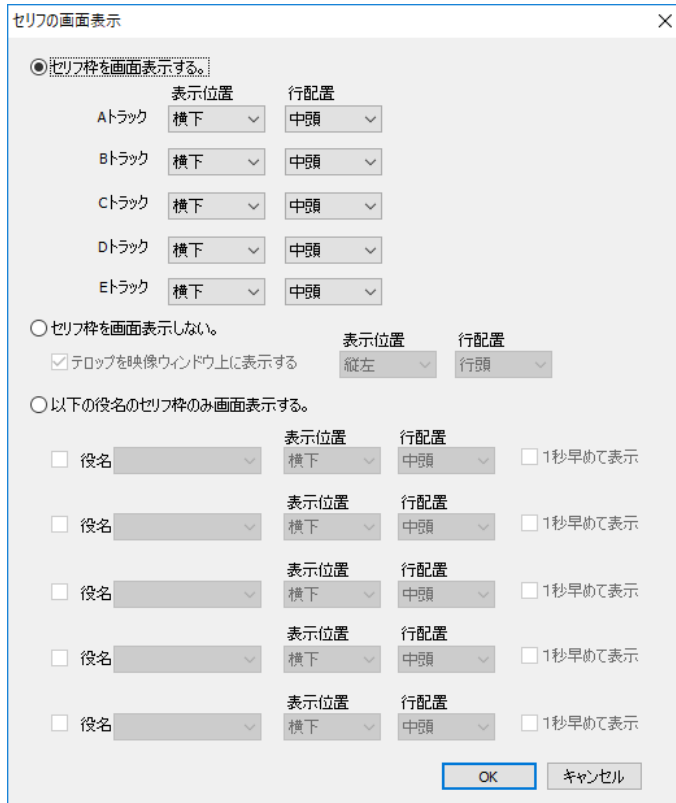 セリフの画面表示
セリフ枠を画面表示する。
表示位置 行配置
Aトラック 横下 中頭
Bトラック 横下 中頭
Cトラック 横下 中頭
Dトラック 横下 中頭
Eトラック 横下 中頭
セリフ枠を画面表示しない。
表示位置 行配置
テロップを映像ウィンドウ上に表示する 縦左 行頭
以下の役名のセリフ枠のみ画面表示する。
表示位置 行配置
役名 横下 中頭 1秒早めて表示
表示位置 行配置
役名 横下 中頭 1秒早めて表示
表示位置 行配置
役名 横下 中頭 1秒早めて表示
表示位置 行配置
役名 横下 中頭 1秒早めて表示
表示位置 行配置
役名 横下 中頭 1秒早めて表示
OK キャンセル